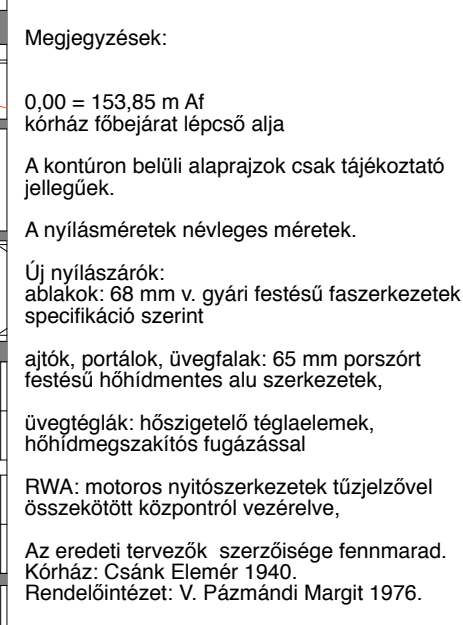 Megjegyzések:
0,00 = 153,85 m Af
kórház főbejárat lépcső alja
A kontúron belüli alaprajzok csak tájékoztató
jellegűek.
A nyílásméretek névleges méretek.
Új nyílászárók:
ablakok: 68 mm v. gyári festésű faszerkezetek
specifikáció szerint
ajtók, portálok, üvegfalak: 65 mm porszórt
festésű hőhídmentes alu szerkezetek,
üvegtéglák: hőszigetelő téglaelemek,
hőhídmegszakítós fugázással
RWA: motoros nyitószerkezetek tűzjelzővel
összekötött központról vezérelve,
Az eredeti tervezők szerzőisége fennmarad.
Kórház: Csánk Elemér 1940.
Rendelőintézet: V. Pázmándi Margit 1976.